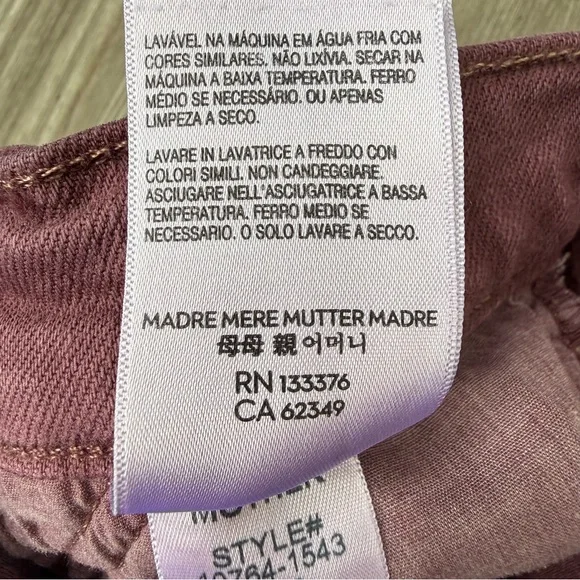 LAVÁVEL NA MÁQUINA EM ÁGUA FRIA COM
CORES SIMILARES. NÃO LIXÍVIA. SECAR NA
MÁQUINA A BAIXA TEMPERATURA. FERRO
MÉDIO SE NECESSÁRIO. OU APENAS
LIMPEZA A SECO.
LAVARE IN LAVATRICE A FREDDO CON
COLORI SIMILI. NON CANDEGGIARE.
ASCIUGARE NELL'ASCIUGATRICE A BASSA
TEMPERATURA. FERRO MEDIO SE
NECESSARIO. O SOLO LAVARE A SECCO.
MADRE MERE MUTTER MADRE
母母 親 어머니
RN 133376
CA 62349
MOTHER
STYLE#
10764-1543